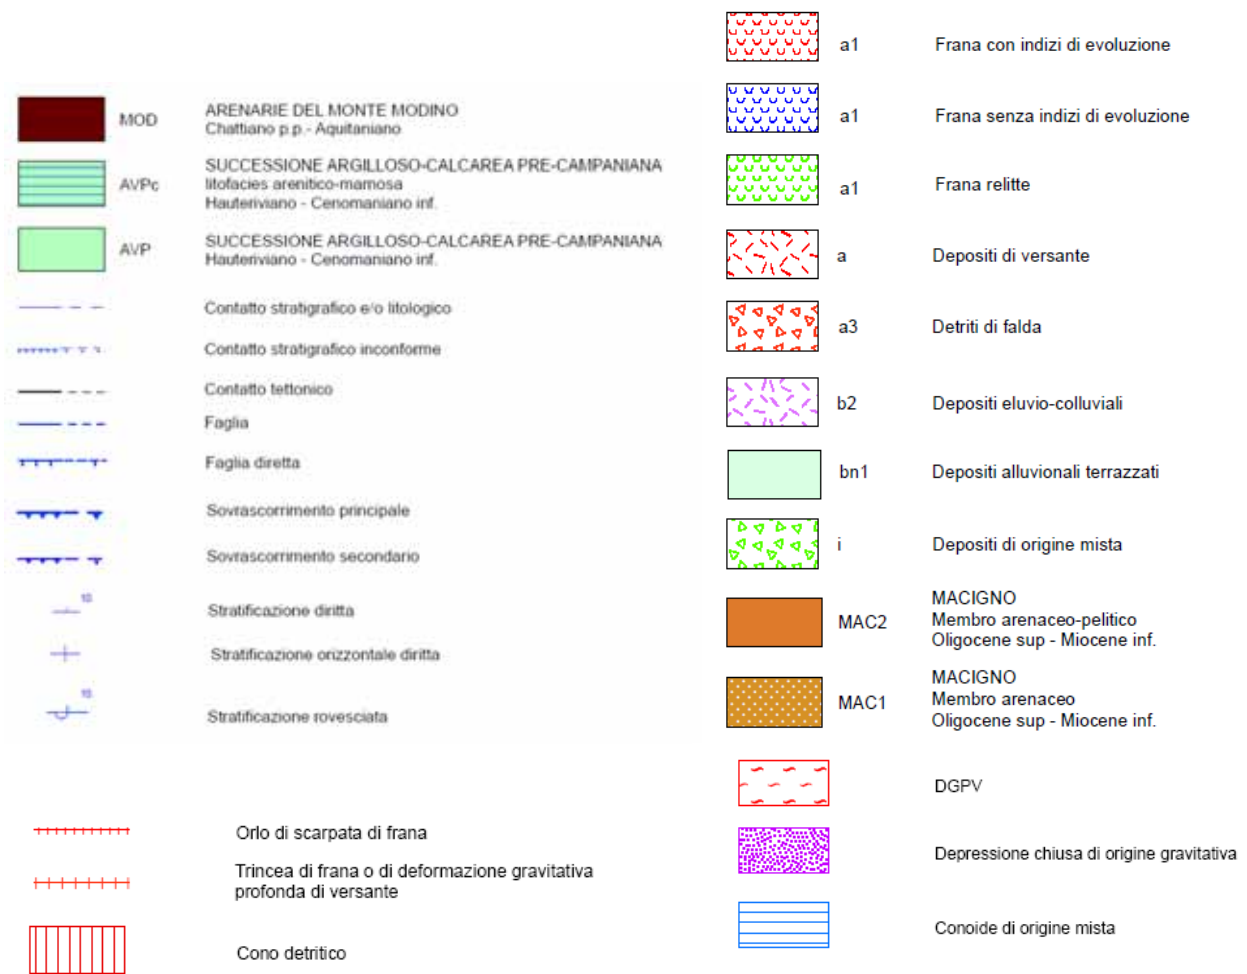 MOD
ARENARIE DEL MONTE MODINO
Chattiano p.p.- Aquitaniano
AVPc
SUCCESSIONE ARGILLOSO-CALCAREA PRE-CAMPANIANA
litofacies arenitico-marnosa
Hauteriviano - Cenomaniano inf.
AVP
SUCCESSIONE ARGILLOSO-CALCAREA PRE-CAMPANIANA
Hauteriviano - Cenomaniano inf.
Contatto stratigrafico e/o litologico
Contatto stratigrafico inconforme
Contatto tettonico
Faglia
Faglia diretta
Sovrascorrimento principale
Sovrascorrimento secondario
10
Stratificazione diritta
Stratificazione orizzontale diritta
10
Stratificazione rovesciata
Orlo di scarpata di frana
Trincea di frana o di deformazione gravitativa
profonda di versante
Cono detritico
a1
Frana con indizi di evoluzione
a1
Frana senza indizi di evoluzione
a1
Frana relitte
a
Depositi di versante
a3
Detriti di falda
b2
Depositi eluvio-colluviali
bn1
Depositi alluvionali terrazzati
i
Depositi di origine mista
MAC2
MACIGNO
Membro arenaceo-pelitico
Oligocene sup - Miocene inf.
MAC1
MACIGNO
Membro arenaceo
Oligocene sup - Miocene inf.
DGPV
Depressione chiusa di origine gravitativa
Conoide di origine mista